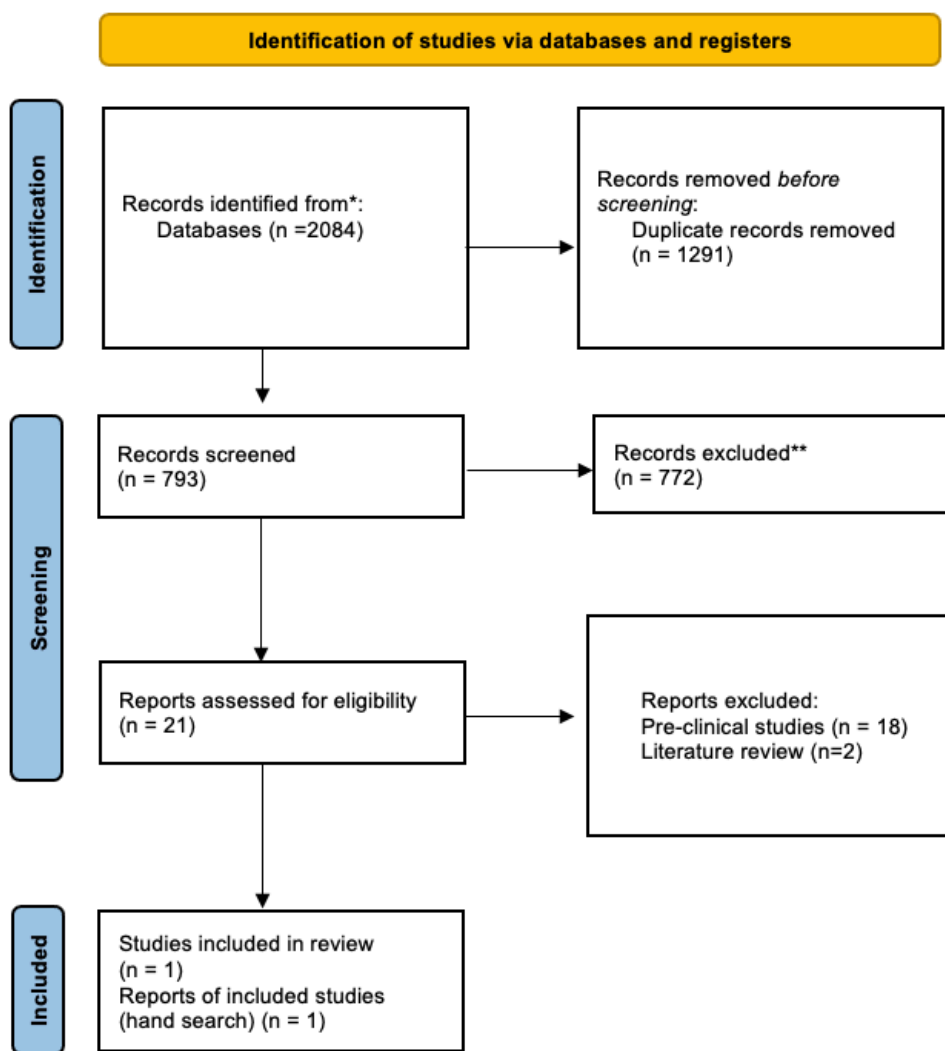 Identification of studies via databases and registers
Identification
Records identified from*:
Databases (n =2084)
Records removed before
screening:
Duplicate records removed
(n = 1291)
Screening
Records screened
(n = 793)
Records excluded**
(n = 772)
Reports assessed for eligibility
(n = 21)
Reports excluded:
Pre-clinical studies (n = 18)
Literature review (n=2)
Included
Studies included in review
(n = 1)
Reports of included studies
(hand search) (n = 1)